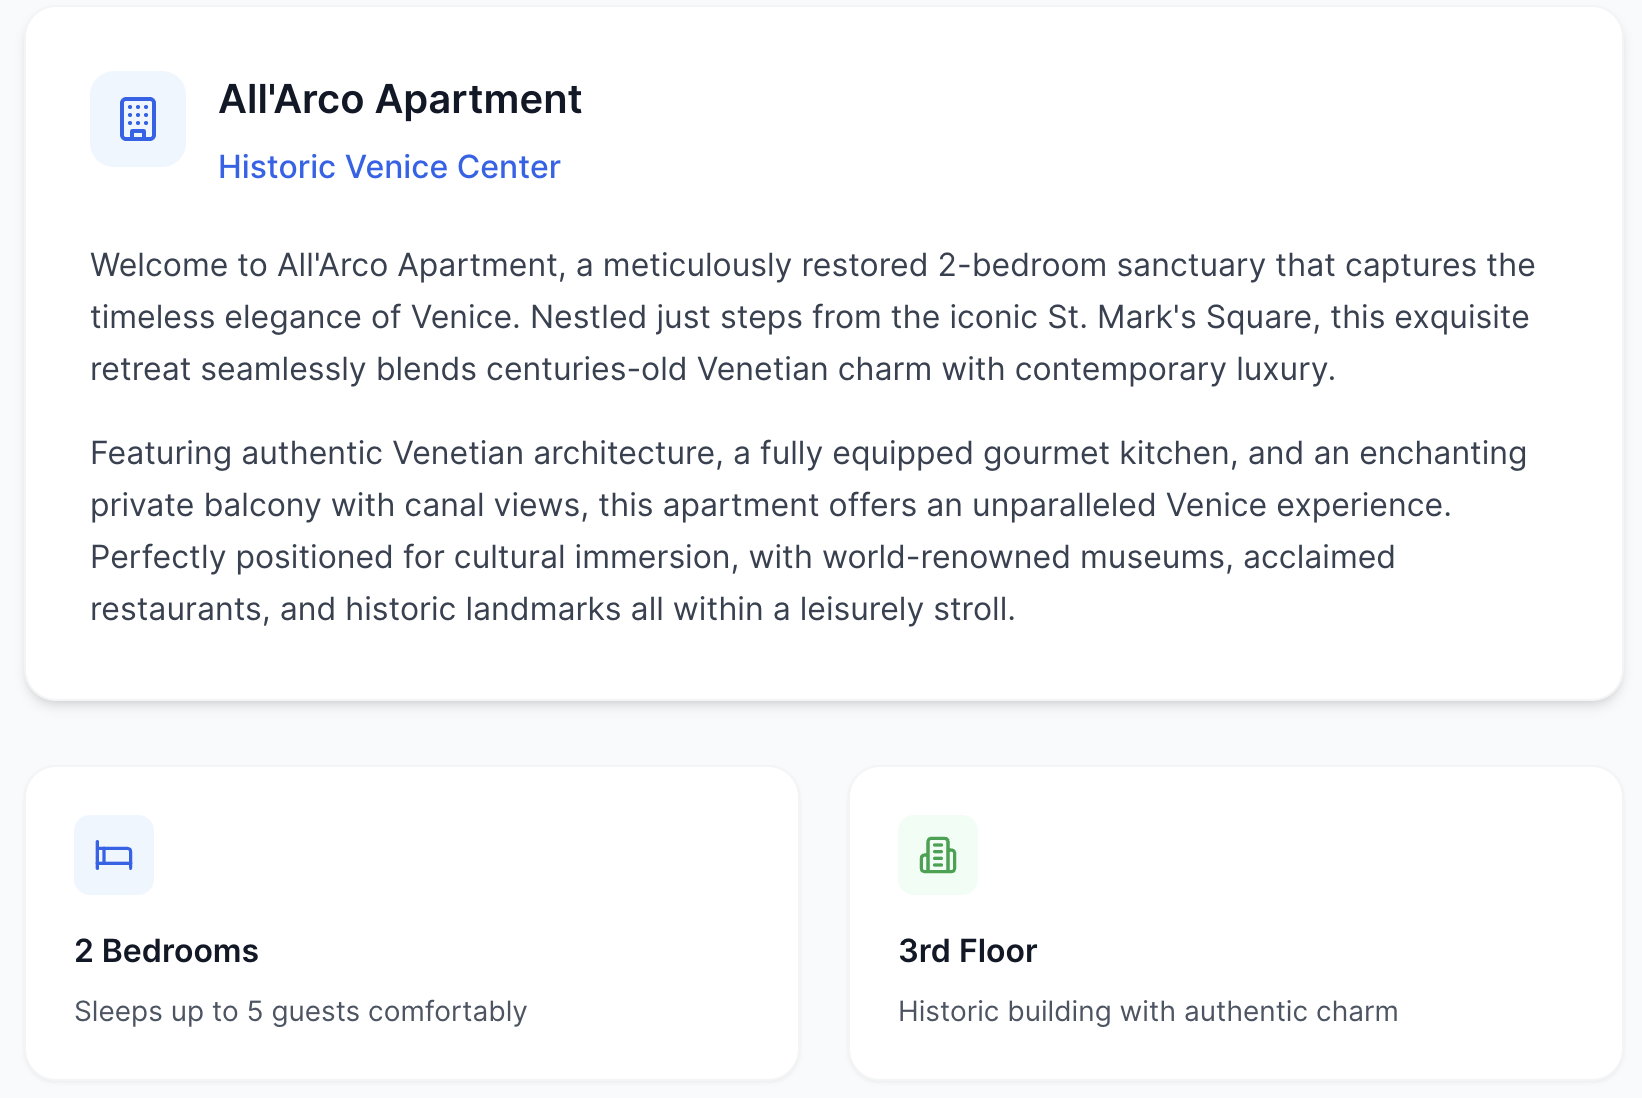 All'Arco Apartment
Historic Venice Center
Welcome to All'Arco Apartment, a meticulously restored 2-bedroom sanctuary that captures the
timeless elegance of Venice. Nestled just steps from the iconic St. Mark's Square, this exquisite
retreat seamlessly blends centuries-old Venetian charm with contemporary luxury.
Featuring authentic Venetian architecture, a fully equipped gourmet kitchen, and an enchanting
private balcony with canal views, this apartment offers an unparalleled Venice experience.
Perfectly positioned for cultural immersion, with world-renowned museums, acclaimed
restaurants, and historic landmarks all within a leisurely stroll.
2 Bedrooms
Sleeps up to 5 guests comfortably
3rd Floor
Historic building with authentic charm